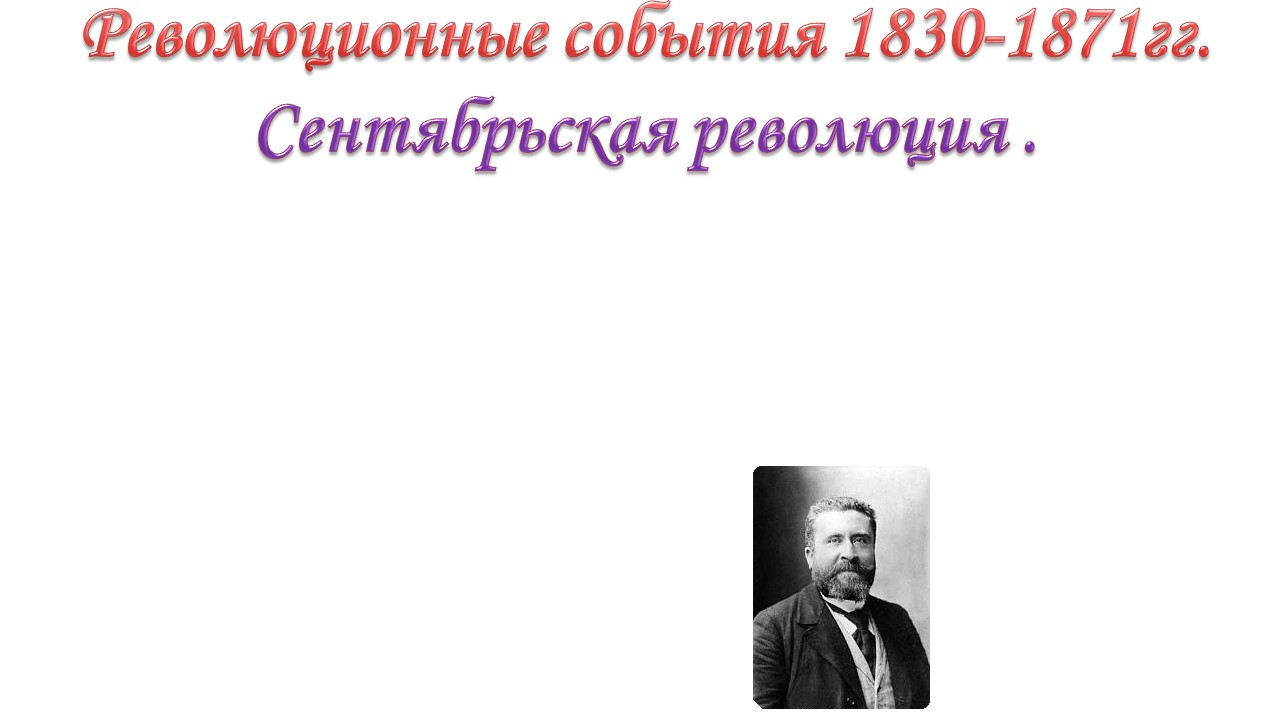 Революционные события 1830-1871гг.
Сентябрьская революция .